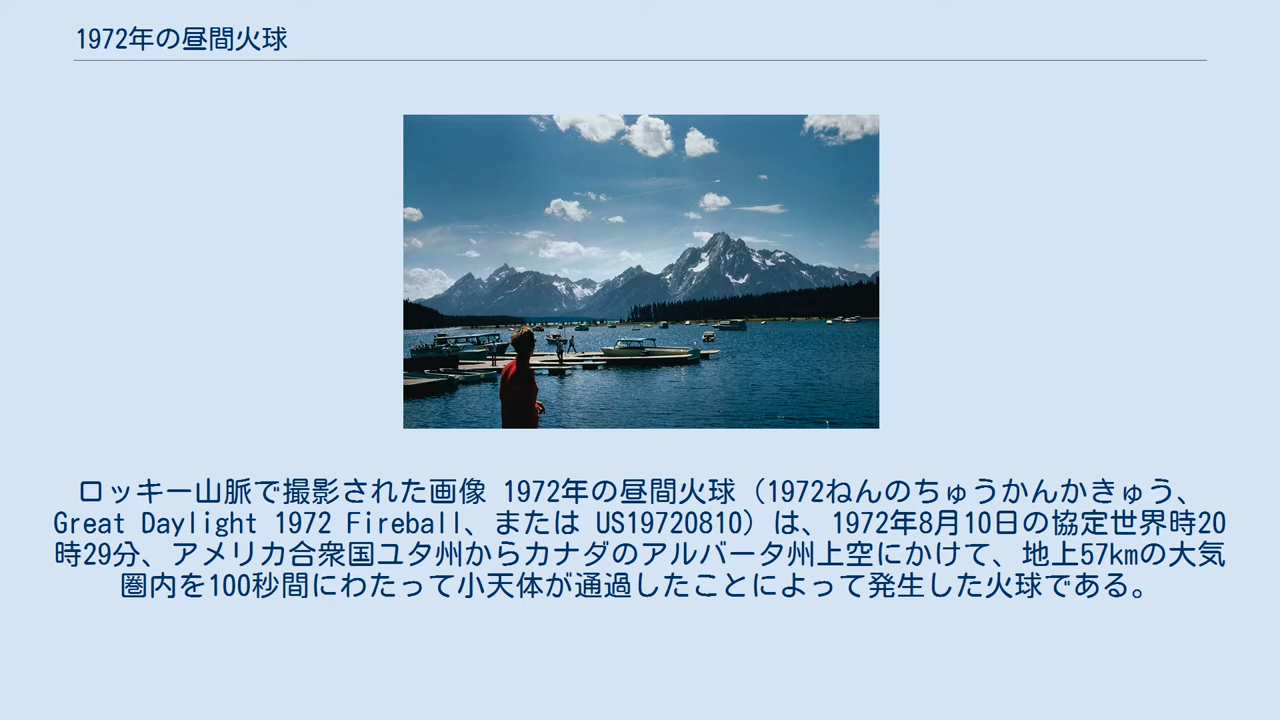 1972年の昼間火球
ロッキー山脈で撮影された画像 1972年の昼間火球（1972ねんのちゅうかんかきゅう、
Great Daylight 1972 Fireball、または US19720810）は、1972年8月10日の協定世界時20
時29分、アメリカ合衆国ユタ州からカナダのアルバータ州上空にかけて、地上57kmの大気
圏内を100秒間にわたって小天体が通過したことによって発生した火球である。